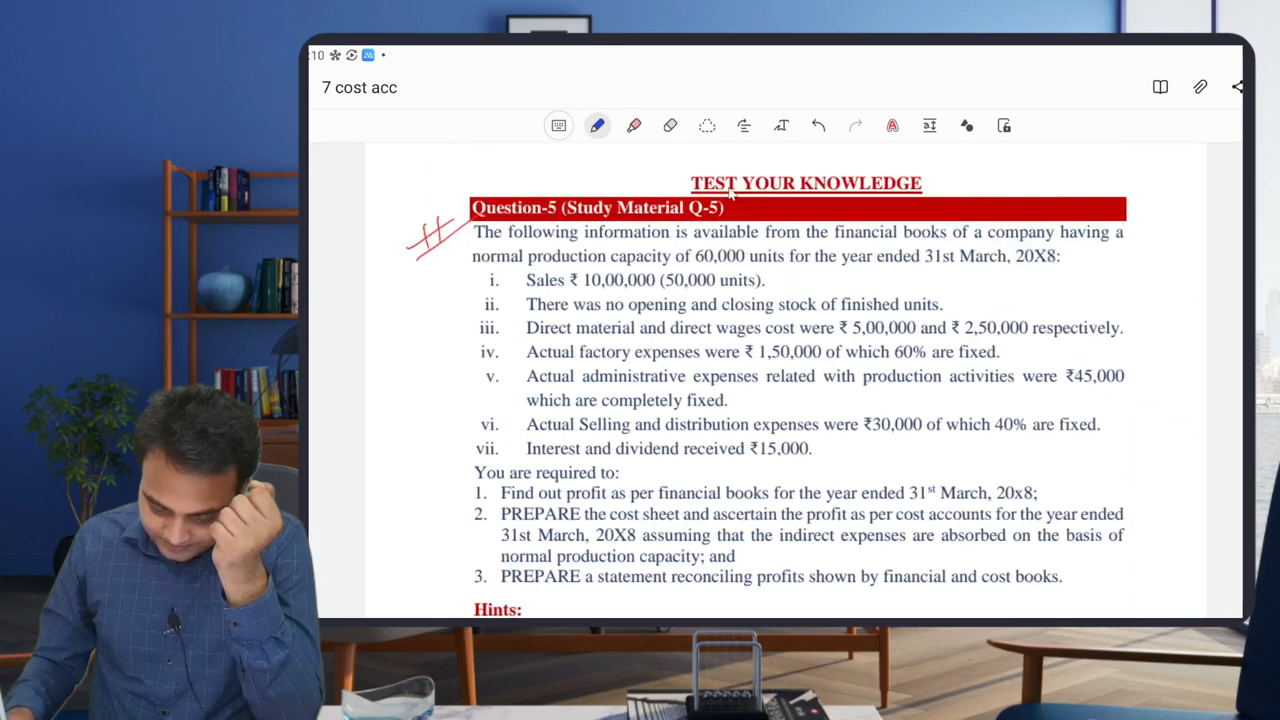 :10
7 cost acc
TEST YOUR KNOWLEDGE
Question-5 (Study Material Q-5)
The following information is available from the financial books of a company having a
normal production capacity of 60,000 units for the year ended 31st March, 20X8:
i. Sales ₹ 10,00,000 (50,000 units).
ii. There was no opening and closing stock of finished units.
iii. Direct material and direct wages cost were ₹ 5,00,000 and ₹ 2,50,000 respectively.
iv. Actual factory expenses were ₹ 1,50,000 of which 60% are fixed.
v. Actual administrative expenses related with production activities were ₹45,000
which are completely fixed.
vi. Actual Selling and distribution expenses were ₹30,000 of which 40% are fixed.
vii. Interest and dividend received ₹15,000.
You are required to:
1. Find out profit as per financial books for the year ended 31st March, 20x8;
2. PREPARE the cost sheet and ascertain the profit as per cost accounts for the year ended
31st March, 20X8 assuming that the indirect expenses are absorbed on the basis of
normal production capacity; and
3. PREPARE a statement reconciling profits shown by financial and cost books.
Hints: